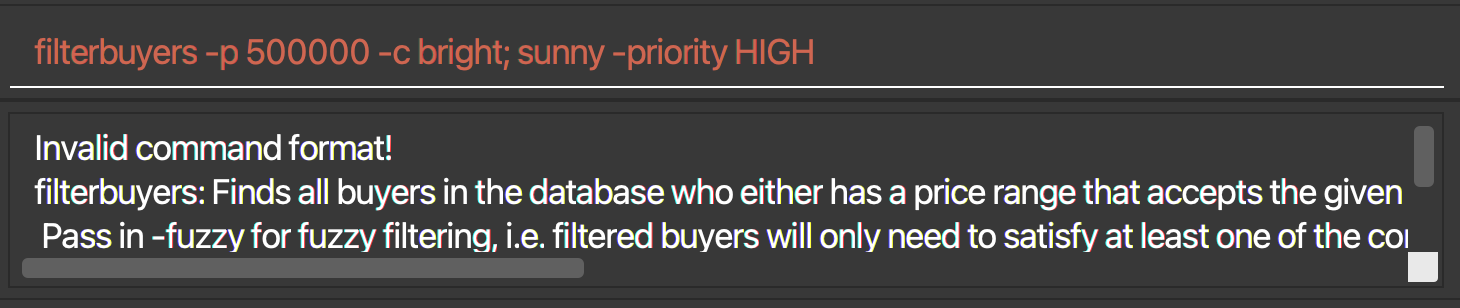 filterbuyers -p 500000 -c bright; sunny -priority HIGH
Invalid command format!
filterbuyers: Finds all buyers in the database who either has a price range that accepts the given
Pass in -fuzzy for fuzzy filtering, i.e. filtered buyers will only need to satisfy at least one of the